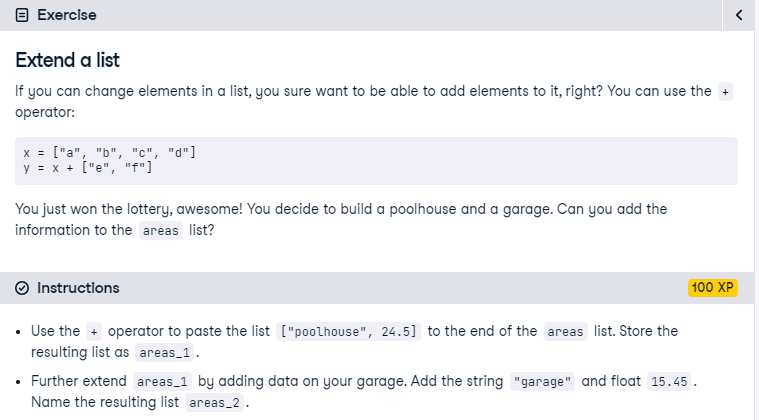 Exercise
Extend a list
If you can change elements in a list, you sure want to be able to add elements to it, right? You can use the +
operator:
x = ["a", "b", "c", "d"]
y = x + ["e", "f"]
You just won the lottery, awesome! You decide to build a poolhouse and a garage. Can you add the
information to the areas list?
Instructions 100 XP
• Use the + operator to paste the list ["poolhouse", 24.5] to the end of the areas list. Store the
resulting list as areas_1.
• Further extend areas_1 by adding data on your garage. Add the string "garage" and float 15.45.
Name the resulting list areas_2.